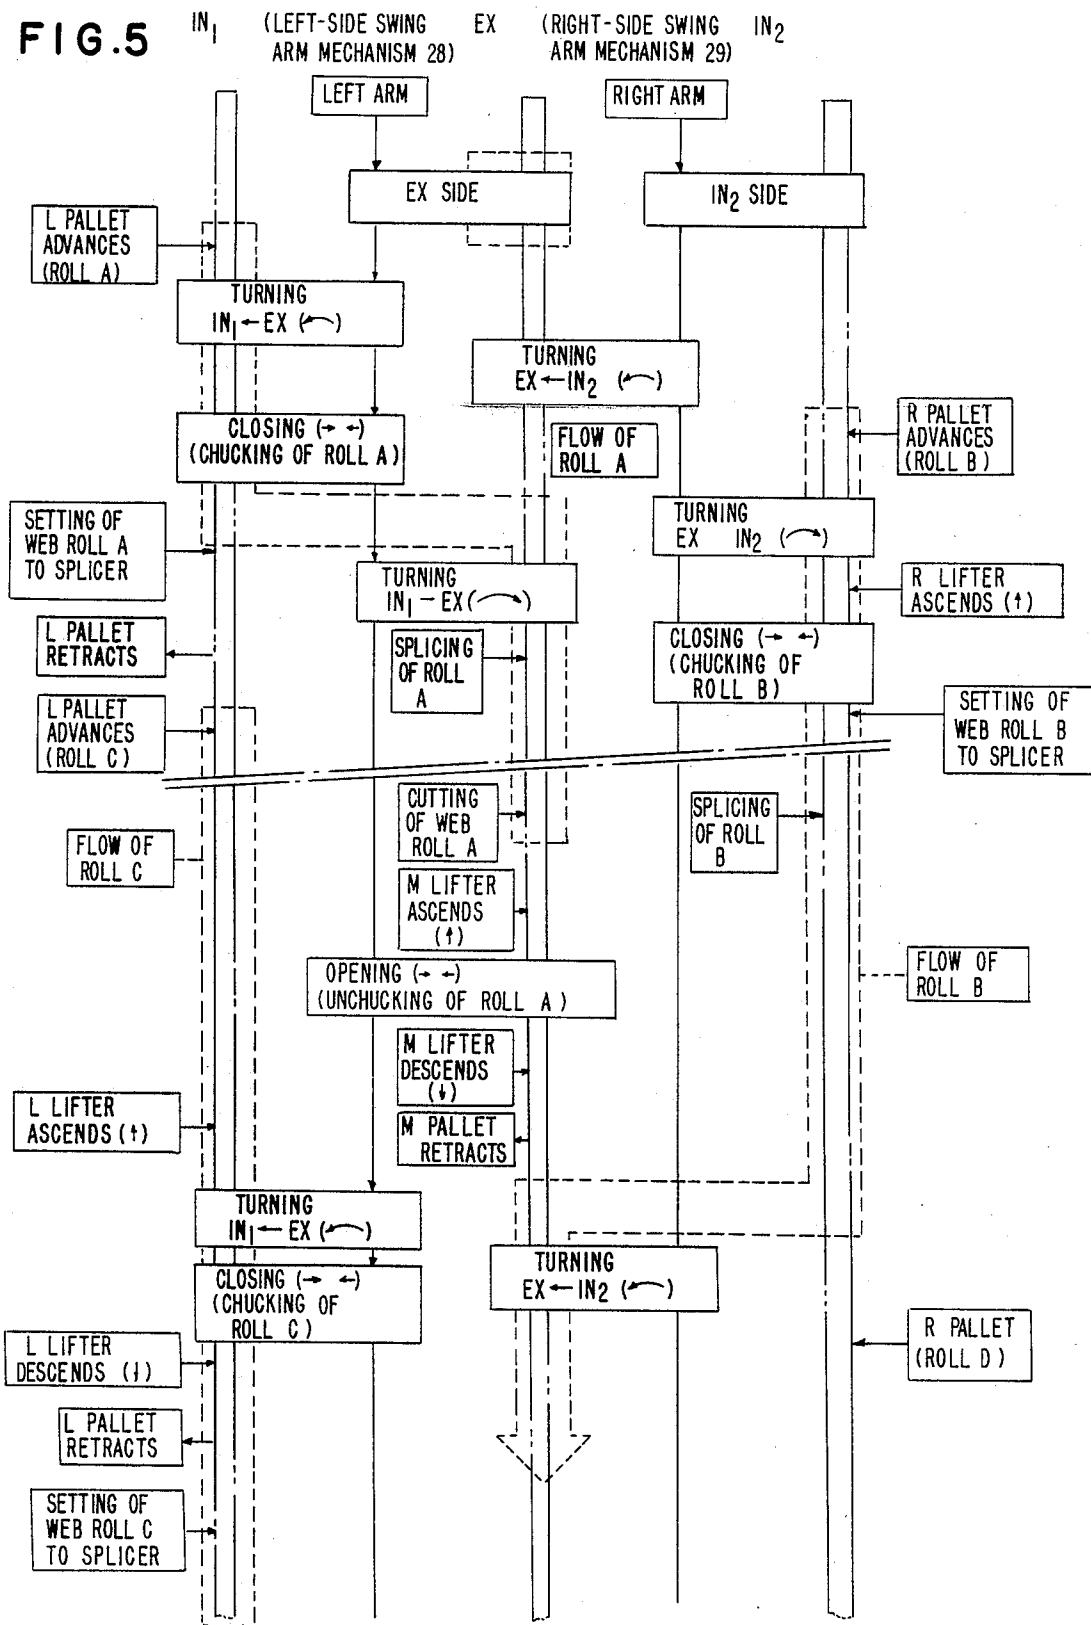 FIG.5
IN1 (LEFT-SIDE SWING EX (RIGHT-SIDE SWING IN2
ARM MECHANISM 28) ARM MECHANISM 29)
LEFT ARM
RIGHT ARM
EX SIDE
IN2 SIDE
L PALLET
ADVANCES
(ROLL A)
TURNING
IN1←EX (↶)
TURNING
EX←IN2 (↶)
CLOSING (→ ←)
(CHUCKING OF ROLL A)
FLOW OF
ROLL A
R PALLET
ADVANCES
(ROLL B)
SETTING OF
WEB ROLL A
TO SPLICER
TURNING
EX IN2 (↷)
TURNING
IN1–EX (↷)
R LIFTER
ASCENDS (↑)
L PALLET
RETRACTS
SPLICING
OF ROLL
A
CLOSING (→ ←)
(CHUCKING OF
ROLL B)
L PALLET
ADVANCES
(ROLL C)
SETTING OF
WEB ROLL B
TO SPLICER
CUTTING
OF WEB
ROLL A
SPLICING
OF ROLL
B
FLOW OF
ROLL C
M LIFTER
ASCENDS
(↑)
OPENING (→ ←)
(UNCHUCKING OF ROLL A)
FLOW OF
ROLL B
M LIFTER
DESCENDS
(↓)
L LIFTER
ASCENDS (↑)
M PALLET
RETRACTS
TURNING
IN1←EX (↶)
TURNING
EX←IN2 (↶)
CLOSING (→ ←)
(CHUCKING OF
ROLL C)
R PALLET
(ROLL D)
L LIFTER
DESCENDS (↓)
L PALLET
RETRACTS
SETTING OF
WEB ROLL C
TO SPLICER